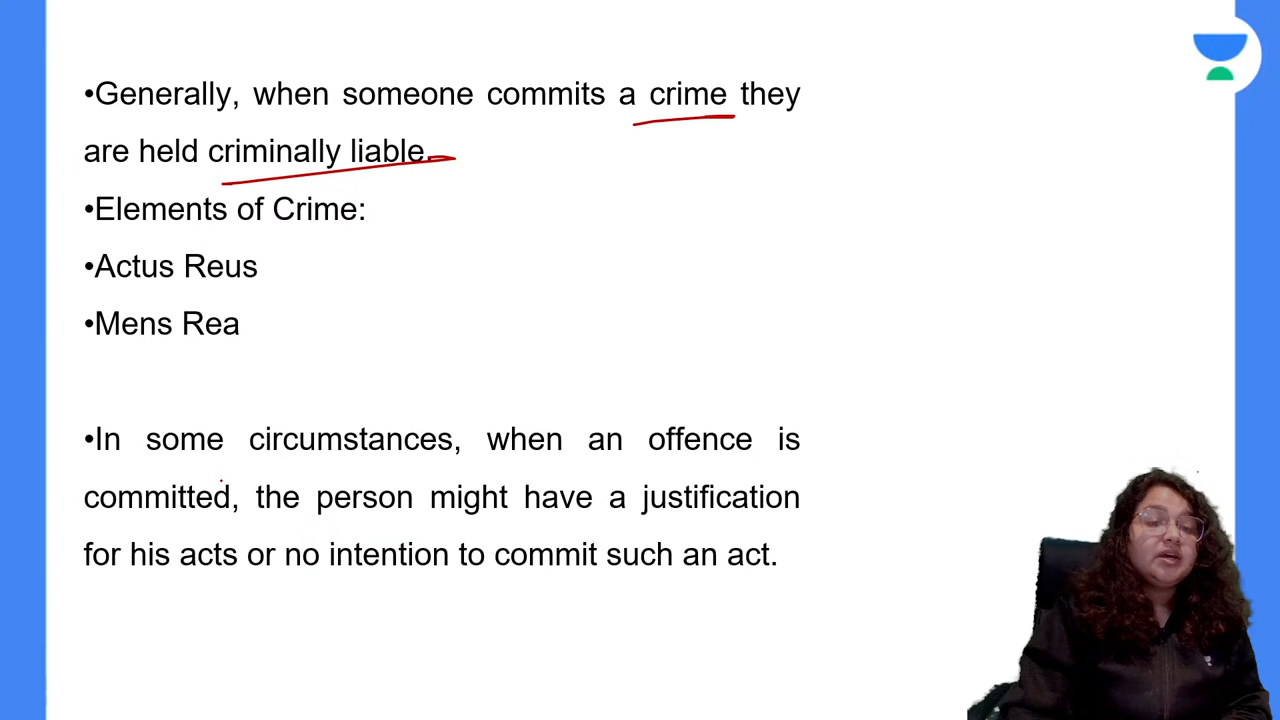 •Generally, when someone commits a crime they
are held criminally liable.
•Elements of Crime:
•Actus Reus
•Mens Rea
•In some circumstances, when an offence is
committed, the person might have a justification
for his acts or no intention to commit such an act.